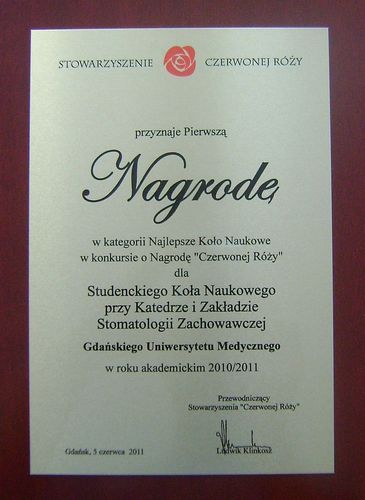 STOWARZYSZENIE CZERWONEJ RÓŻY
przyznaje Pierwszą
Nagrodę
w kategorii Najlepsze Koło Naukowe
w konkursie o Nagrodę "Czerwonej Róży"
dla
Studenckiego Koła Naukowego
przy Katedrze i Zakładzie
Stomatologii Zachowawczej
Gdańskiego Uniwersytetu Medycznego
w roku akademickim 2010/2011
Przewodniczący
Stowarzyszenia "Czerwonej Róży"
Ludwik Klinkosz
Gdańsk, 5 czerwca 2011